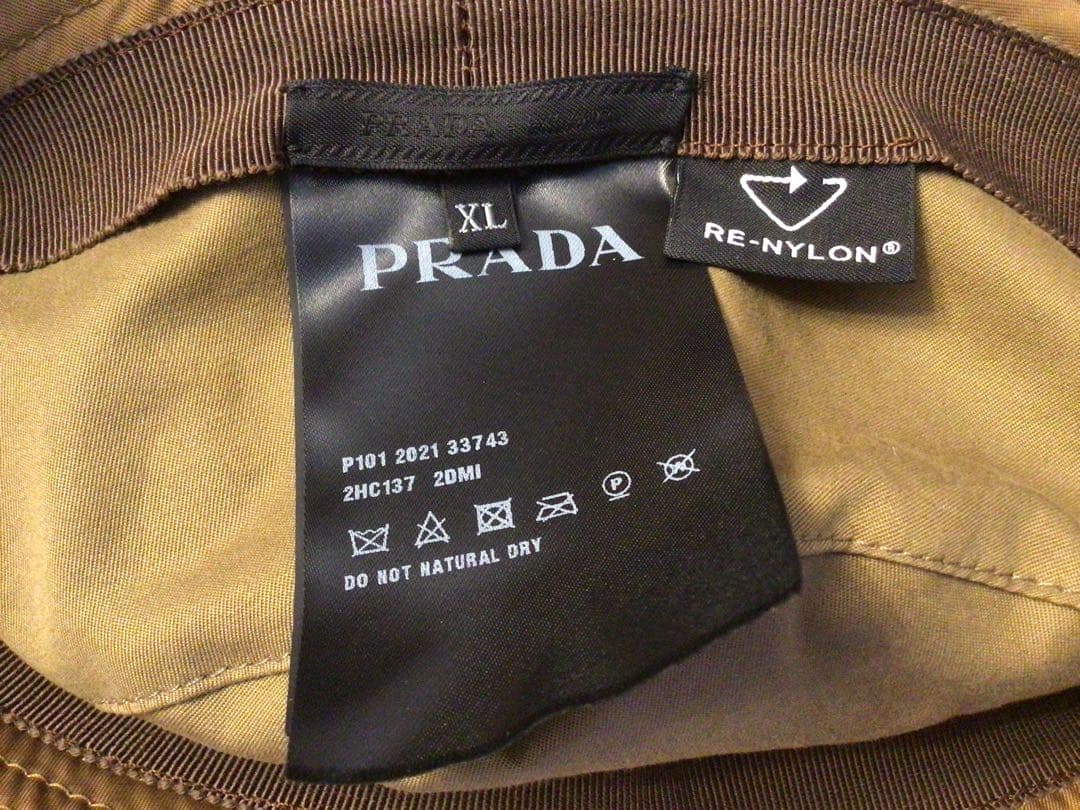 PRADA
XL
PRADA
RE-NYLON®
P101 2021 33743
2HC137 2DMI
P
W
DO NOT NATURAL DRY